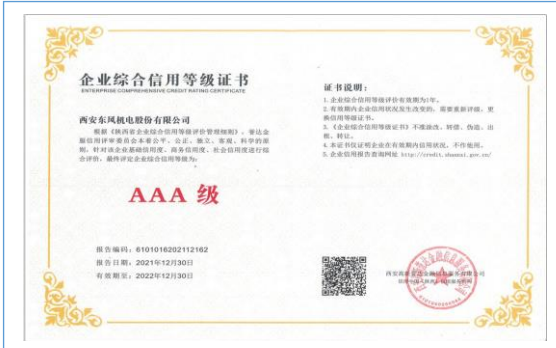 企业综合信用等级证书
ENTERPRISE COMPREHENSIVE CREDIT RATING CERTIFICATE
西安东风机电股份有限公司
根据《陕西省企业综合信用等级评价管理细则》，誉达金
融信用评审委员会本着公平、公正、独立、客观、科学的原
则，针对该企业基础信用度、商务信用度、社会信用度进行综
合评价，最终评定企业综合信用等级为：
AAA 级
报告编码：6101016202112162
报告日期：2021年12月30日
有效期至：2022年12月30日
证书说明：
1.企业综合信用等级评价有效期为1年。
2.有效期内企业信用状况发生改变的，需要重新评级，更
换信用等级证书。
3.《企业综合信用等级证书》不准涂改、转借、伪造、出
租、转让。
4.本证书仅证明企业在有效期内信用状况，不作他用。
5.企业信用报告查询网址 http://credit.shaanxi.gov.cn/